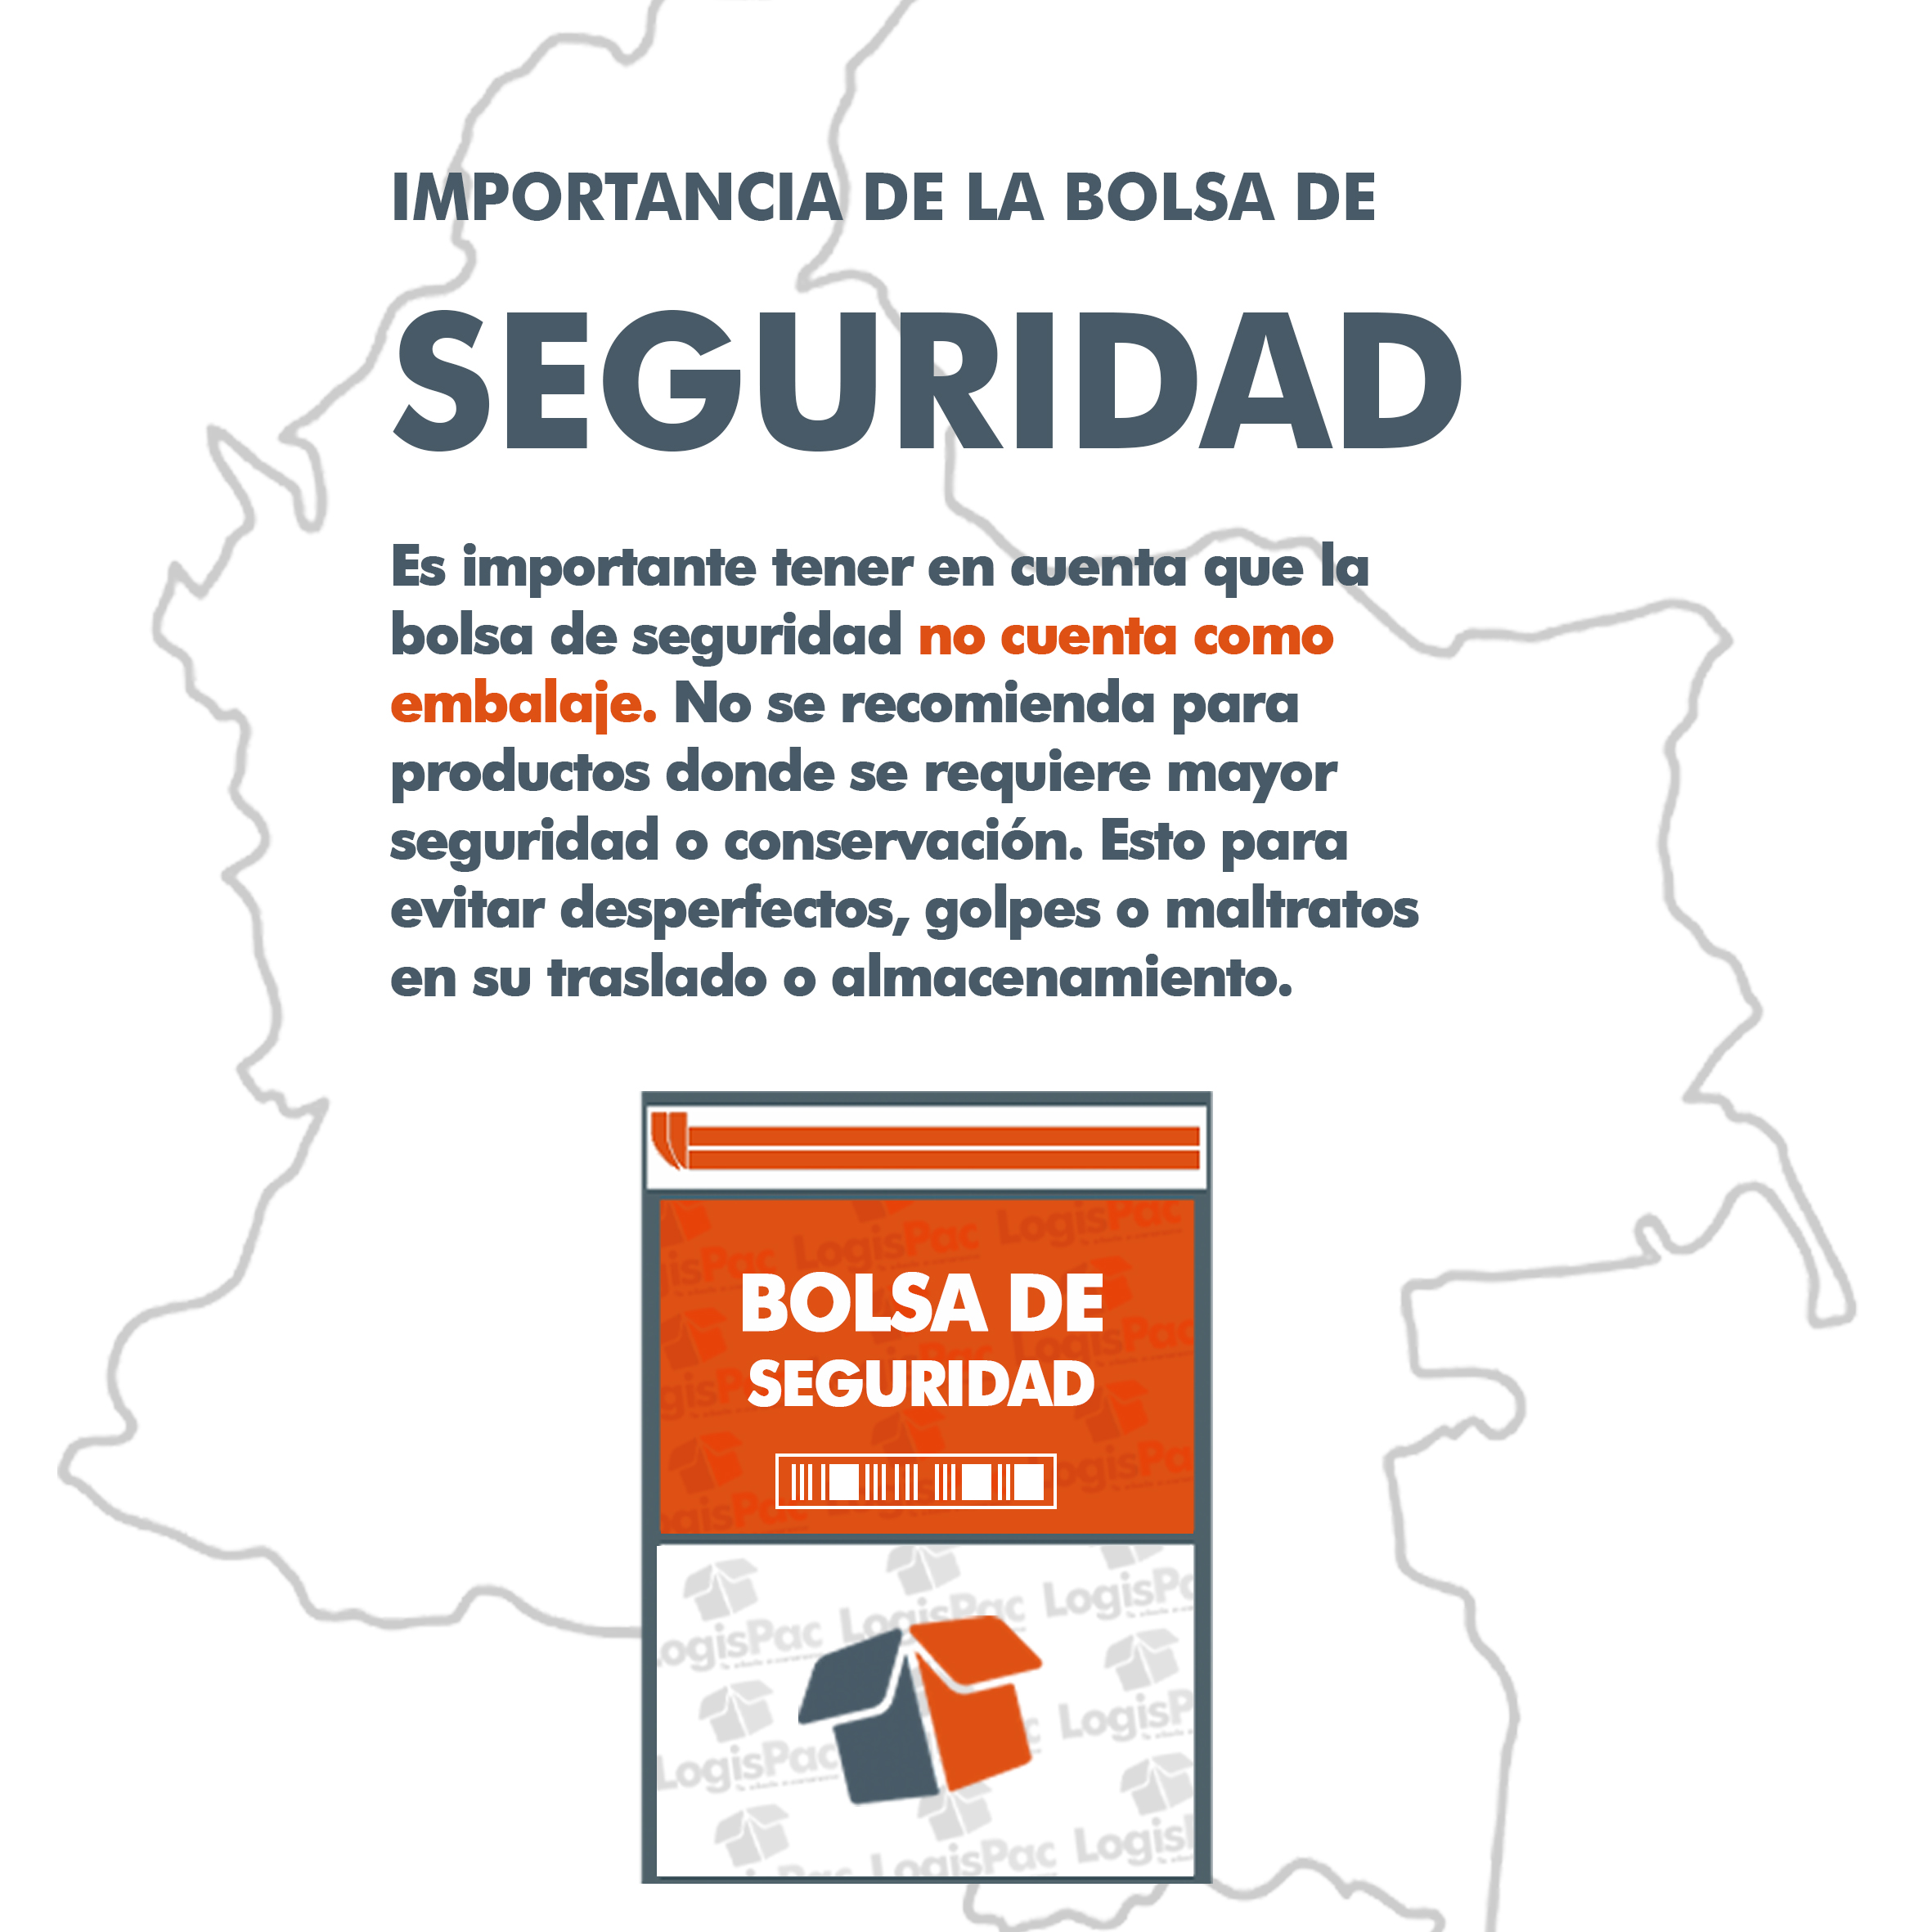 IMPORTANCIA DE LA BOLSA DE
SEGURIDAD
Es importante tener en cuenta que la
bolsa de seguridad no cuenta como
embalaje. No se recomienda para
productos donde se requiere mayor
seguridad o conservación. Esto para
evitar desperfectos, golpes o maltratos
en su traslado o almacenamiento.
LogisPac LogisPac
BOLSA DE
LogisPac
SEGURIDAD
LogisPac
LogisPac
LogisPac
LogisPac